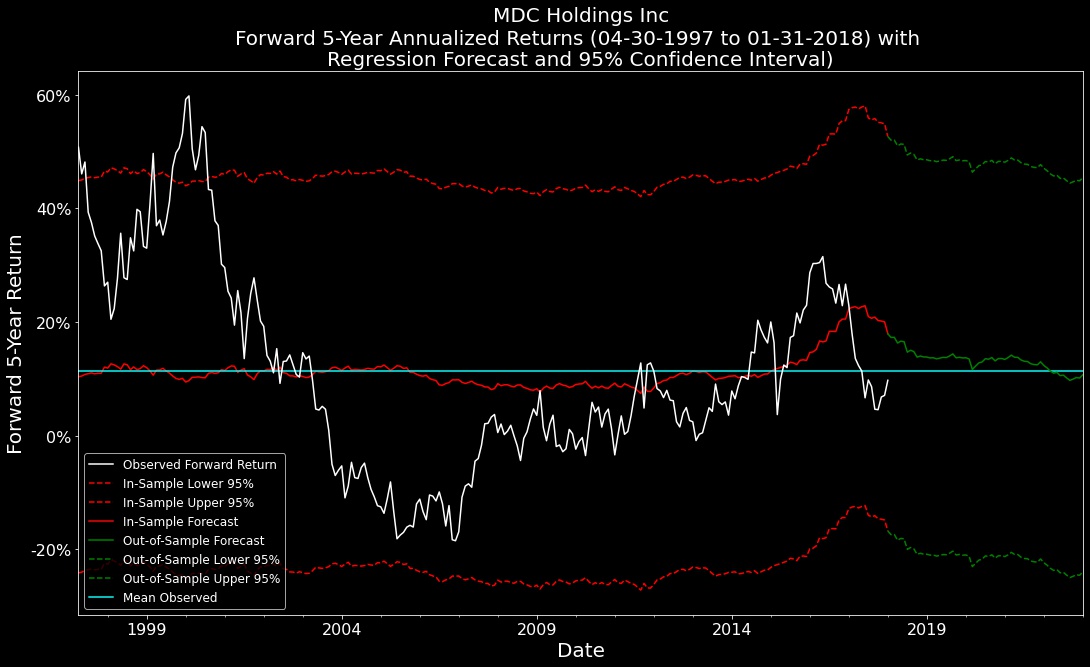 MDC Holdings Inc
Forward 5-Year Annualized Returns (04-30-1997 to 01-31-2018) with
Regression Forecast and 95% Confidence Interval)
Forward 5-Year Return
60%
40%
20%
0%
-20%
Observed Forward Return
In-Sample Lower 95%
In-Sample Upper 95%
In-Sample Forecast
Out-of-Sample Forecast
Out-of-Sample Lower 95%
Out-of-Sample Upper 95%
Mean Observed
1999 2004 2009 2014 2019
Date